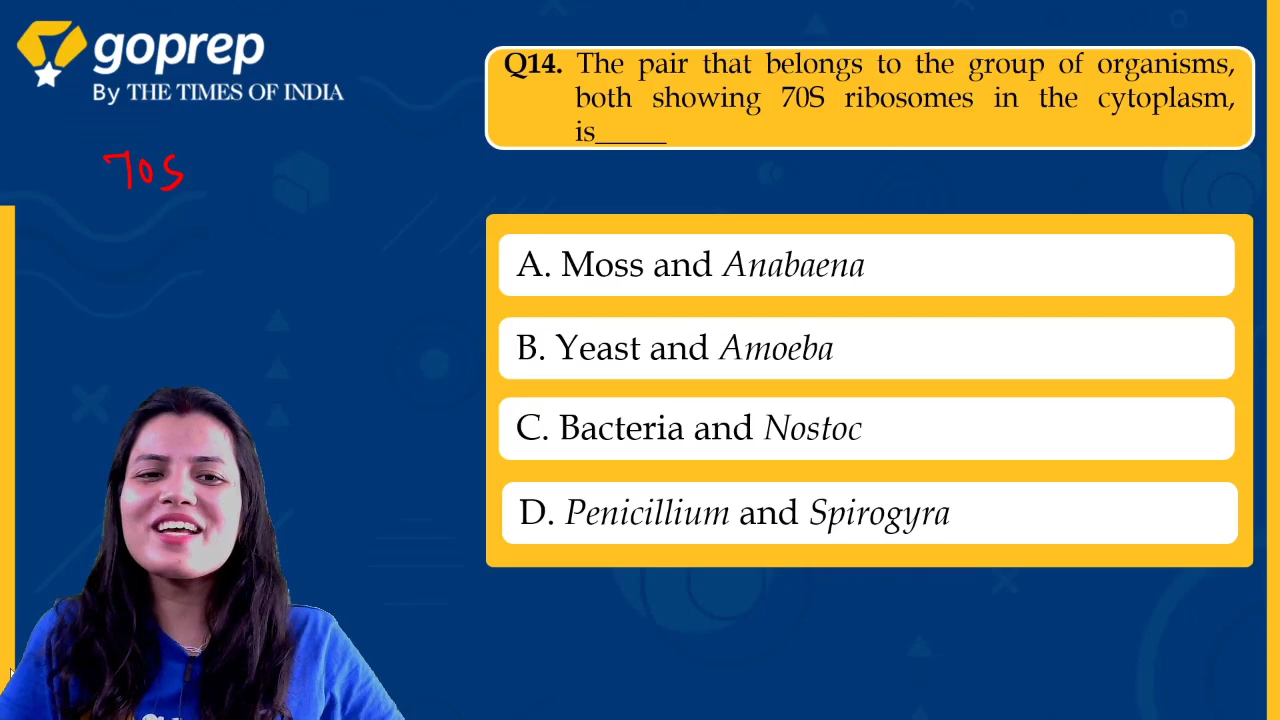 goprep
By THE TIMES OF INDIA
70S
Q14. The pair that belongs to the group of organisms,
both showing 70S ribosomes in the cytoplasm,
is_____
A. Moss and Anabaena
B. Yeast and Amoeba
C. Bacteria and Nostoc
D. Penicillium and Spirogyra